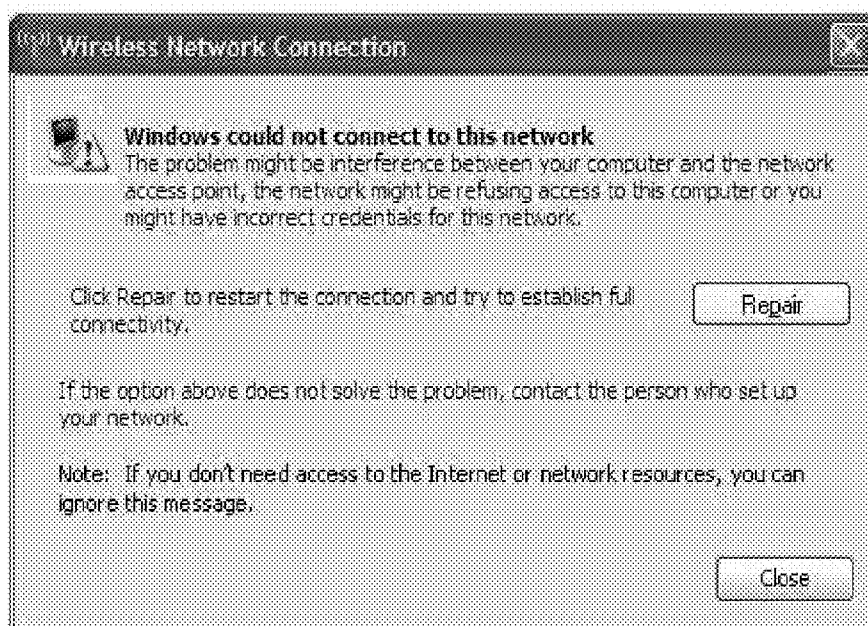 Wireless Network Connection
Windows could not connect to this network
The problem might be interference between your computer and the network
access point, the network might be refusing access to this computer or you
might have incorrect credentials for this network.
Click Repair to restart the connection and try to establish full
connectivity.
Repair
If the option above does not solve the problem, contact the person who set up
your network.
Note: If you don't need access to the Internet or network resources, you can
ignore this message.
Close